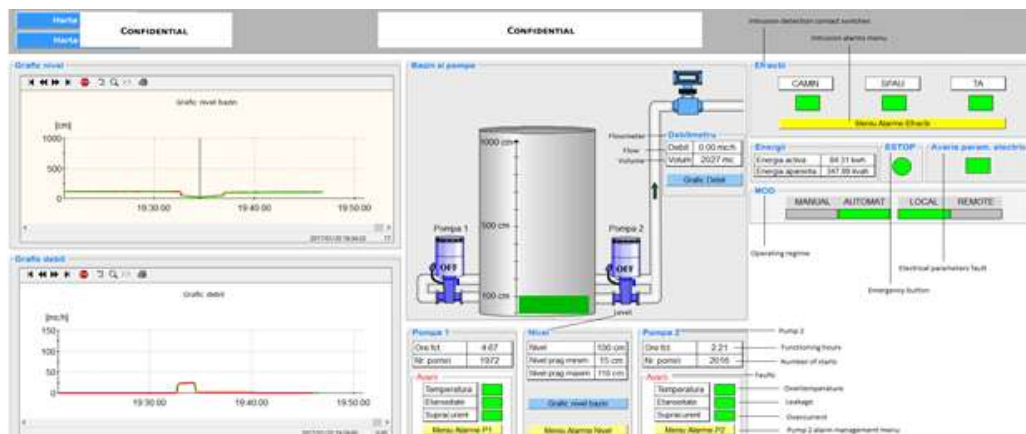 Harta
Harta
CONFIDENTIAL
CONFIDENTIAL
Intrusion detection contact switches
Intrusion alarms menu
Grafic nivel
Grafic nivel bazin
[cm]
1000
500
0
19:30:00
19:40:00
19:50:00
Grafic debit
Grafic debit
[mc/h]
150
100
50
0
19:30:00
19:40:00
19:50:00
Bazin si pompe
1000 cm
500 cm
100 cm
Pompa 1
OFF
Pompa 2
OFF
Level
Flowmeter
Flow
Volume
Debitmetru
Debit 0.00 mc/h
Volum 2027 mc
Grafic Debit
Pompa 1
Ore fct. 4.67
Nr. porniri 1972
Avarii
Temperatura
Etanseitate
Supracurent
Meniu Alarme P1
Nivel
Nivel 100 cm
Nivel prag minim 15 cm
Nivel prag maxim 110 cm
Grafic nivel bazin
Meniu Alarme Nivel
Pompa 2
Ore fct. 2.21
Nr. porniri 2016
Avarii
Temperatura
Etanseitate
Supracurent
Meniu Alarme P2
Efractii
CAMIN
GPAU
TA
Meniu Alarme Efractii
Energii
Energia activa 84.31 kwh
Energia aparenta 347.89 kvah
ESTOP
Avarie param. electrici
MOD
MANUAL AUTOMAT LOCAL REMOTE
Operating regime
Electrical parameters fault
Emergency button
Pump 2
Functioning hours
Number of starts
Faults
Overtemperature
Leakage
Overcurrent
Pump 2 alarm management menu